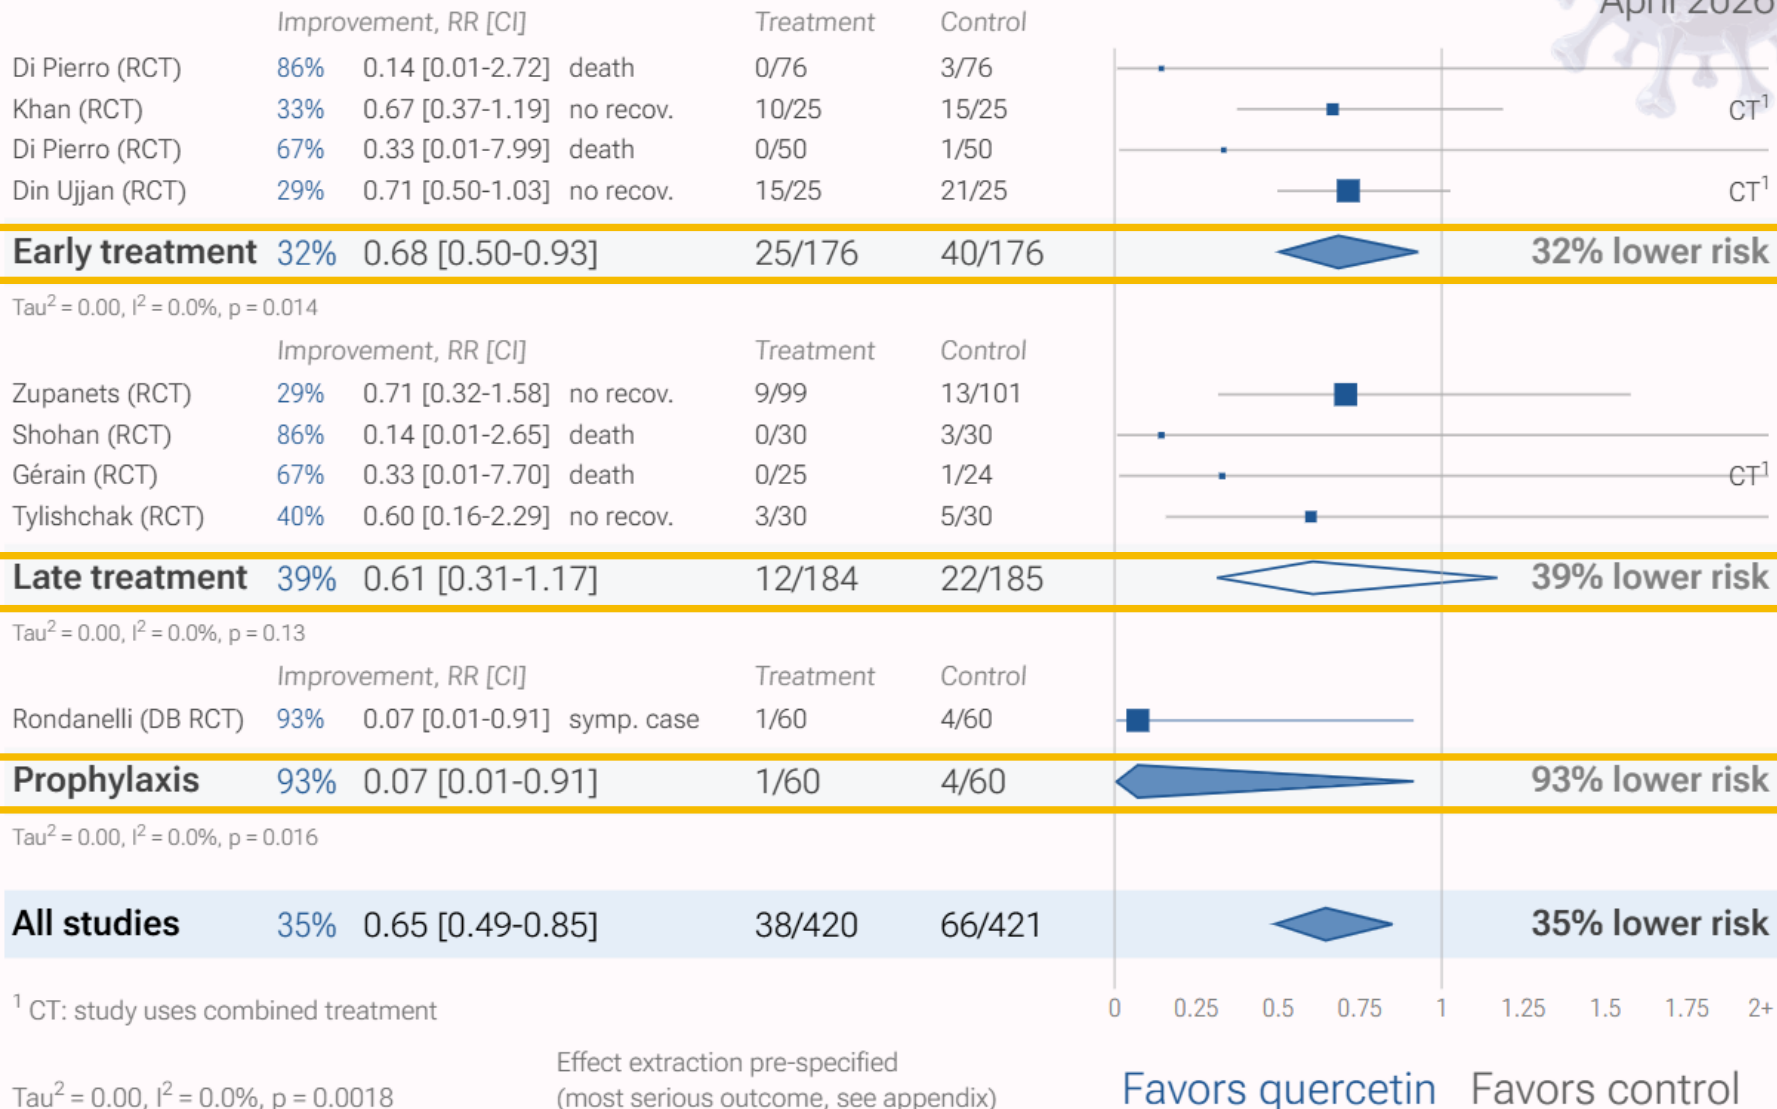 April 2026
Improvement, RR [CI] Treatment Control
Di Pierro (RCT) 86% 0.14 [0.01-2.72] death 0/76 3/76
Khan (RCT) 33% 0.67 [0.37-1.19] no recov. 10/25 15/25 CT1
Di Pierro (RCT) 67% 0.33 [0.01-7.99] death 0/50 1/50
Din Ujjan (RCT) 29% 0.71 [0.50-1.03] no recov. 15/25 21/25 CT1
Early treatment 32% 0.68 [0.50-0.93] 25/176 40/176 32% lower risk
Tau2 = 0.00, I2 = 0.0%, p = 0.014
Improvement, RR [CI] Treatment Control
Zupanets (RCT) 29% 0.71 [0.32-1.58] no recov. 9/99 13/101
Shohan (RCT) 86% 0.14 [0.01-2.65] death 0/30 3/30
Gérain (RCT) 67% 0.33 [0.01-7.70] death 0/25 1/24 CT1
Tylishchak (RCT) 40% 0.60 [0.16-2.29] no recov. 3/30 5/30
Late treatment 39% 0.61 [0.31-1.17] 12/184 22/185 39% lower risk
Tau2 = 0.00, I2 = 0.0%, p = 0.13
Improvement, RR [CI] Treatment Control
Rondanelli (DB RCT) 93% 0.07 [0.01-0.91] symp. case 1/60 4/60
Prophylaxis 93% 0.07 [0.01-0.91] 1/60 4/60 93% lower risk
Tau2 = 0.00, I2 = 0.0%, p = 0.016
All studies 35% 0.65 [0.49-0.85] 38/420 66/421 35% lower risk
1 CT: study uses combined treatment
0 0.25 0.5 0.75 1 1.25 1.5 1.75 2+
Effect extraction pre-specified
Tau2 = 0.00, I2 = 0.0%, p = 0.0018 (most serious outcome, see appendix) Favors quercetin Favors control